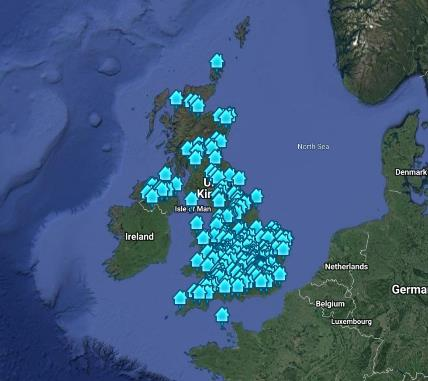 North Sea
Denmark
U
Kin
Isle of Man
Ireland
Netherlands
Germa
Belgium
Luxembourg